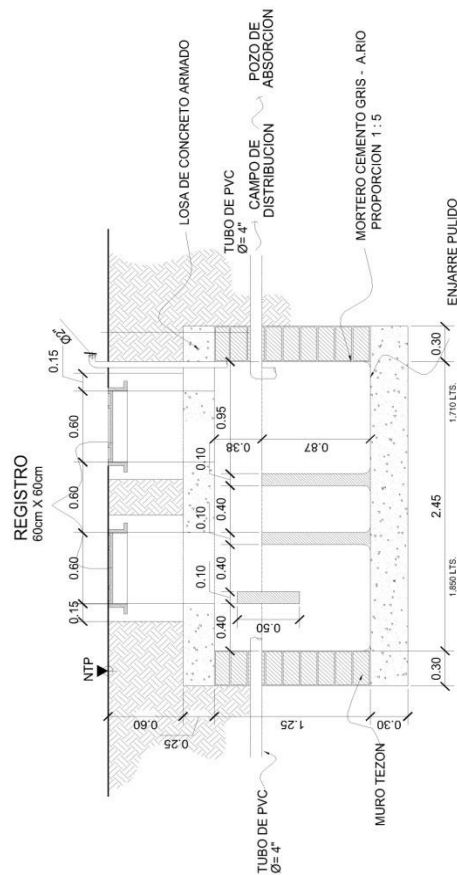 REGISTRO
60cm X 60cm
0.15
0.60
0.60
0.60
0.15
Ø2"
NTP
0.60
0.25
1.25
0.30
LOSA DE CONCRETO ARMADO
0.40
0.10
0.40
0.10
0.40
0.10
0.95
0.50
0.38
0.87
TUBO DE PVC
Ø= 4"
TUBO DE PVC
Ø= 4"
CAMPO DE
DISTRIBUCION
POZO DE
ABSORCION
MURO TEZON
MORTERO CEMENTO GRIS - A.RIO
PROPORCION 1 : 5
0.30
2.45
0.30
1,850 LTS.
1,710 LTS.
ENJARRE PULIDO